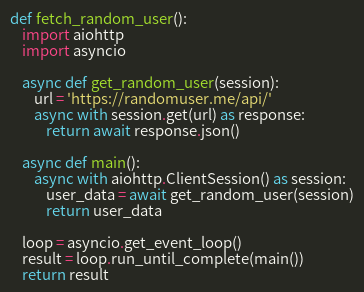 def fetch_random_user():
    import aiohttp
    import asyncio

    async def get_random_user(session):
        url = 'https://randomuser.me/api/'
        async with session.get(url) as response:
            return await response.json()

    async def main():
        async with aiohttp.ClientSession() as session:
            user_data = await get_random_user(session)
            return user_data

    loop = asyncio.get_event_loop()
    result = loop.run_until_complete(main())
    return result